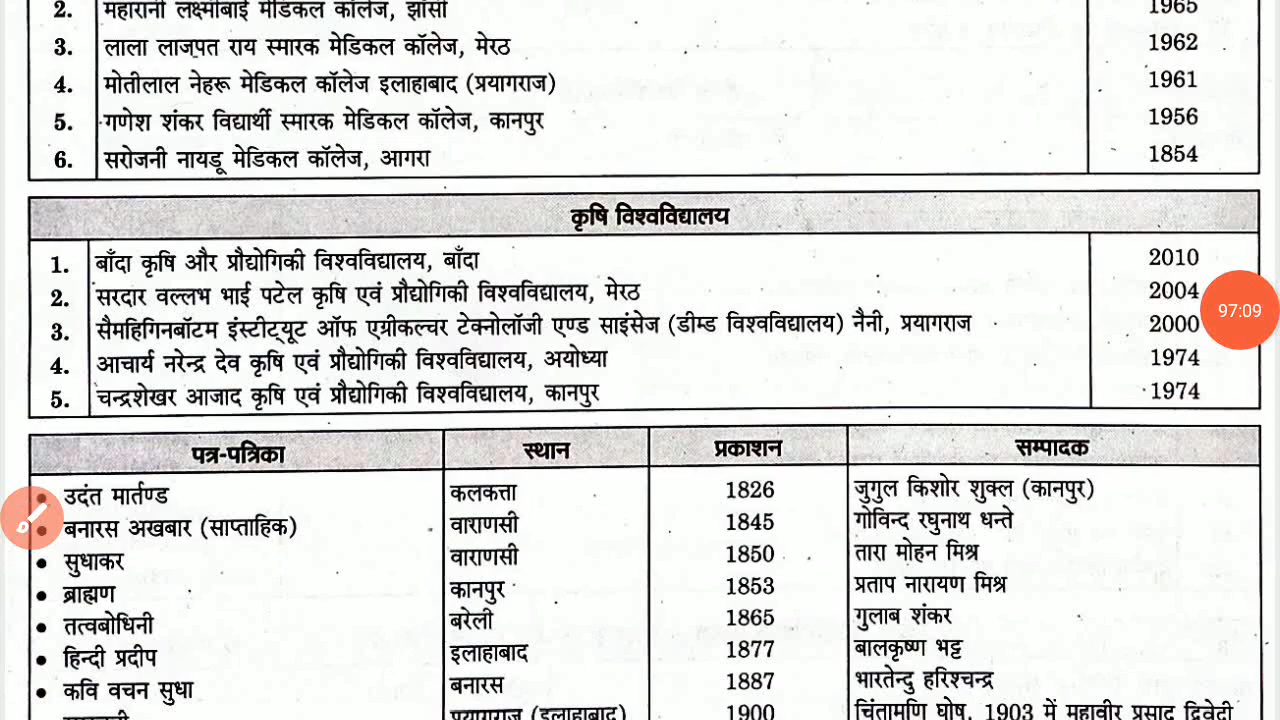 2. महारानी लक्ष्मीबाई मेडिकल कॉलेज, झाँसी 1965
3. लाला लाजपत राय स्मारक मेडिकल कॉलेज, मेरठ 1962
4. मोतीलाल नेहरू मेडिकल कॉलेज इलाहाबाद (प्रयागराज) 1961
5. गणेश शंकर विद्यार्थी स्मारक मेडिकल कॉलेज, कानपुर 1956
6. सरोजनी नायडू मेडिकल कॉलेज, आगरा 1854
कृषि विश्वविद्यालय
1. बाँदा कृषि और प्रौद्योगिकी विश्वविद्यालय, बाँदा 2010
2. सरदार वल्लभ भाई पटेल कृषि एवं प्रौद्योगिकी विश्वविद्यालय, मेरठ 2004
3. सैमहिगिनबॉटम इंस्टीट्यूट ऑफ एग्रीकल्चर टेक्नोलॉजी एण्ड साइंसेज (डीम्ड विश्वविद्यालय) नैनी, प्रयागराज 2000
97:09
4. आचार्य नरेन्द्र देव कृषि एवं प्रौद्योगिकी विश्वविद्यालय, अयोध्या 1974
5. चन्द्रशेखर आजाद कृषि एवं प्रौद्योगिकी विश्वविद्यालय, कानपुर 1974
पत्र-पत्रिका स्थान प्रकाशन सम्पादक
• उदंत मार्तण्ड कलकत्ता 1826 जुगुल किशोर शुक्ल (कानपुर)
• बनारस अखबार (साप्ताहिक) वाराणसी 1845 गोविन्द रघुनाथ धन्ते
• सुधाकर वाराणसी 1850 तारा मोहन मिश्र
• ब्राह्मण कानपुर 1853 प्रताप नारायण मिश्र
• तत्वबोधिनी बरेली 1865 गुलाब शंकर
• हिन्दी प्रदीप इलाहाबाद 1877 बालकृष्ण भट्ट
• कवि वचन सुधा बनारस 1887 भारतेन्दु हरिश्चन्द्र
प्रयागराज (इलाहाबाद) 1900 चिंतामणि घोष, 1903 में महावीर प्रसाद द्विवेदी